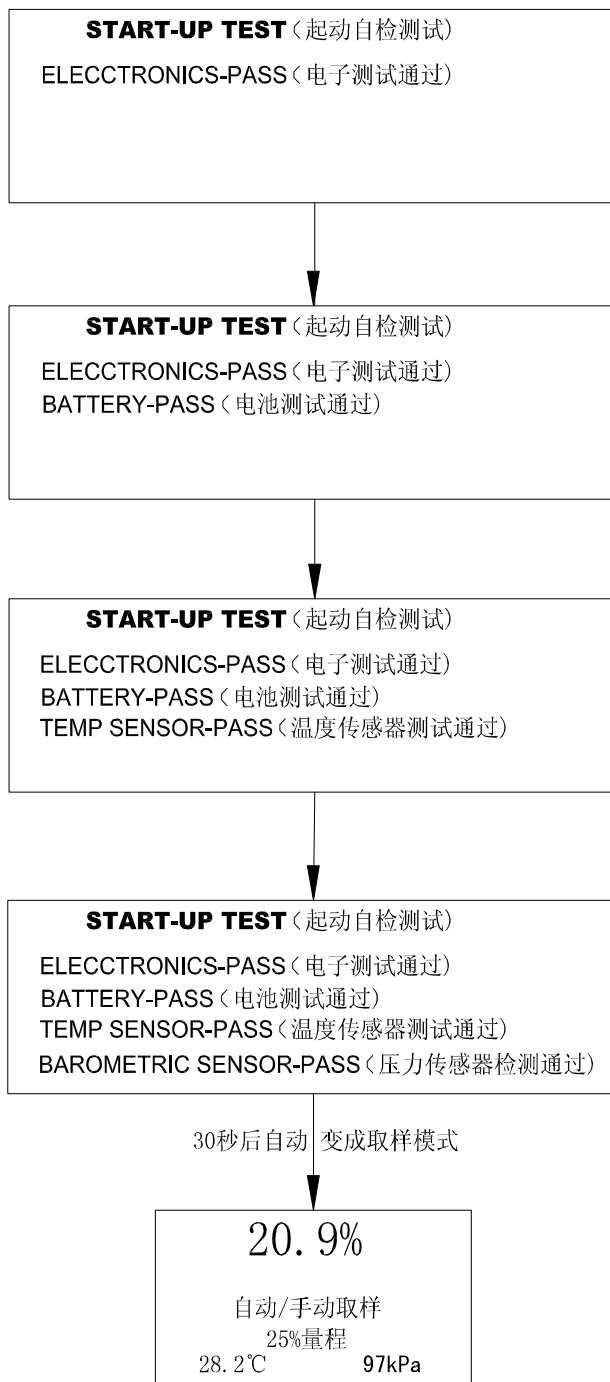 START-UP TEST（起动自检测试）
ELECCTRONICS-PASS（电子测试通过）
START-UP TEST（起动自检测试）
ELECCTRONICS-PASS（电子测试通过）
BATTERY-PASS（电池测试通过）
START-UP TEST（起动自检测试）
ELECCTRONICS-PASS（电子测试通过）
BATTERY-PASS（电池测试通过）
TEMP SENSOR-PASS（温度传感器测试通过）
START-UP TEST（起动自检测试）
ELECCTRONICS-PASS（电子测试通过）
BATTERY-PASS（电池测试通过）
TEMP SENSOR-PASS（温度传感器测试通过）
BAROMETRIC SENSOR-PASS（压力传感器检测通过）
30秒后自动 变成取样模式
20.9%
自动/手动取样
25%量程
28.2℃ 97kPa